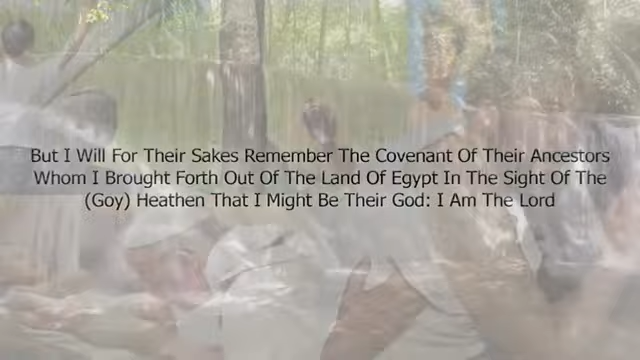 But I Will For Their Sakes Remember The Covenant Of Their Ancestors
Whom I Brought Forth Out Of The Land Of Egypt In The Sight Of The
(Goy) Heathen That I Might Be Their God: I Am The Lord